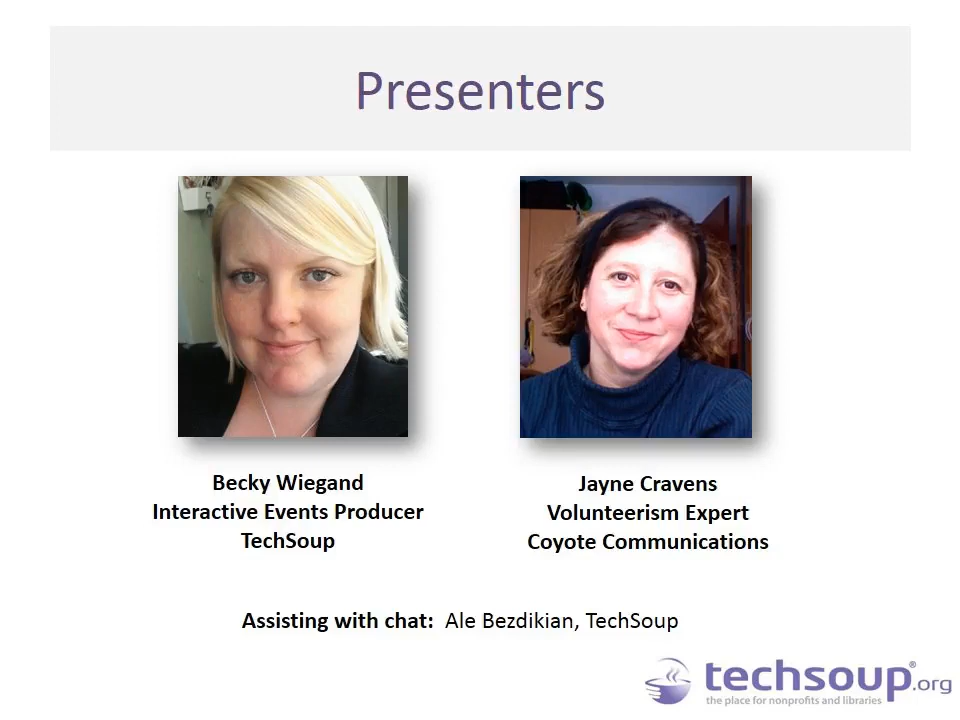 Presenters
Becky Wiegand
Interactive Events Producer
TechSoup
Jayne Cravens
Volunteerism Expert
Coyote Communications
Assisting with chat: Ale Bezdikian, TechSoup
techsoup®.org
the place for nonprofits and libraries